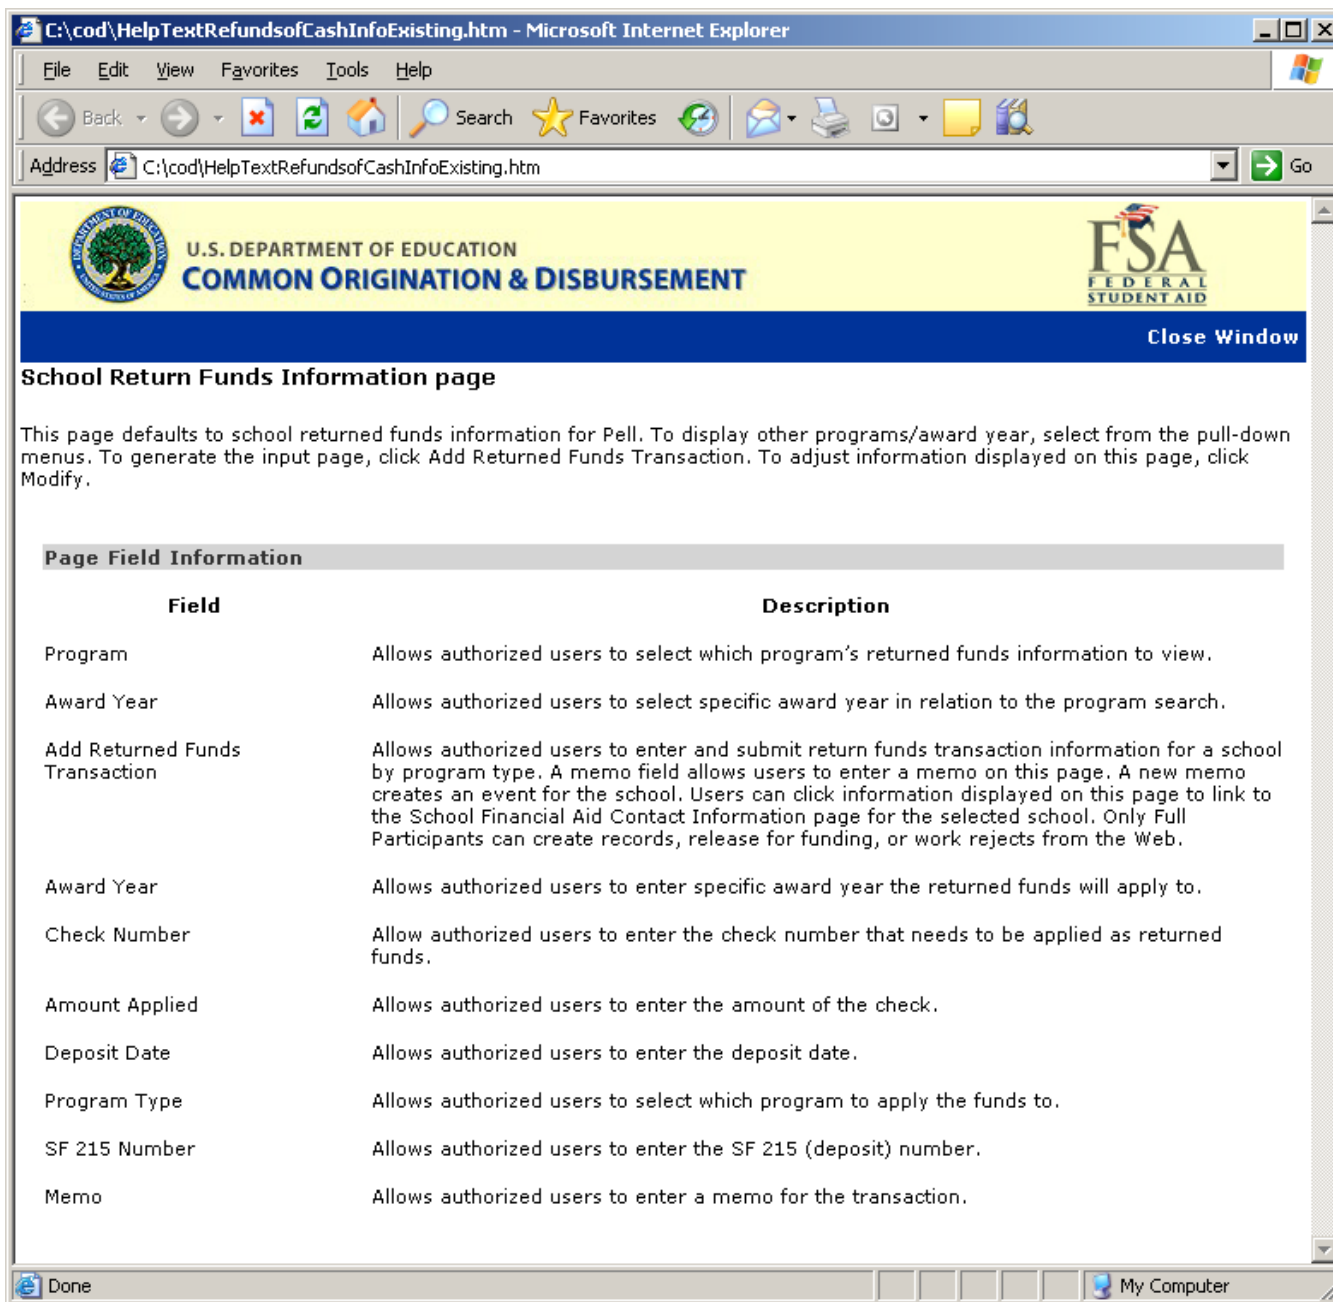 C:\cod\HelpTextRefundsofCashInfoExisting.htm - Microsoft Internet Explorer
File Edit View Favorites Tools Help
Back Search Favorites
Address C:\cod\HelpTextRefundsofCashInfoExisting.htm Go
U.S. DEPARTMENT OF EDUCATION
COMMON ORIGINATION & DISBURSEMENT
DEPARTMENT OF EDUCATION
UNITED STATES OF AMERICA
FSA
FEDERAL
STUDENT AID
Close Window
School Return Funds Information page
This page defaults to school returned funds information for Pell. To display other programs/award year, select from the pull-down
menus. To generate the input page, click Add Returned Funds Transaction. To adjust information displayed on this page, click
Modify.
Page Field Information
Field Description
Program Allows authorized users to select which program's returned funds information to view.
Award Year Allows authorized users to select specific award year in relation to the program search.
Add Returned Funds Allows authorized users to enter and submit return funds transaction information for a school
Transaction by program type. A memo field allows users to enter a memo on this page. A new memo
creates an event for the school. Users can click information displayed on this page to link to
the School Financial Aid Contact Information page for the selected school. Only Full
Participants can create records, release for funding, or work rejects from the Web.
Award Year Allows authorized users to enter specific award year the returned funds will apply to.
Check Number Allow authorized users to enter the check number that needs to be applied as returned
funds.
Amount Applied Allows authorized users to enter the amount of the check.
Deposit Date Allows authorized users to enter the deposit date.
Program Type Allows authorized users to select which program to apply the funds to.
SF 215 Number Allows authorized users to enter the SF 215 (deposit) number.
Memo Allows authorized users to enter a memo for the transaction.
Done My Computer